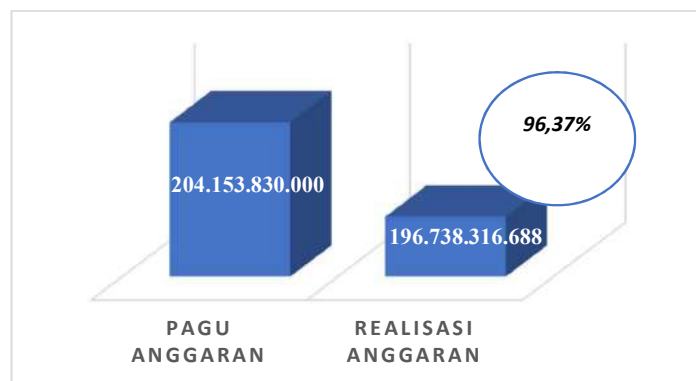 96,37%
204.153.830.000
196.738.316.688
PAGU
ANGGARAN
REALISASI
ANGGARAN